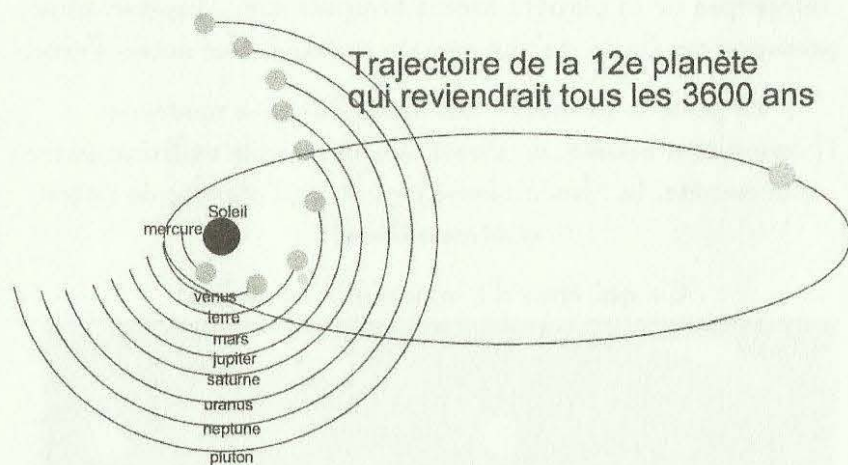 Trajectoire de la 12e planète
qui reviendrait tous les 3600 ans
Soleil
mercure
venus
terre
mars
jupiter
saturne
uranus
neptune
pluton